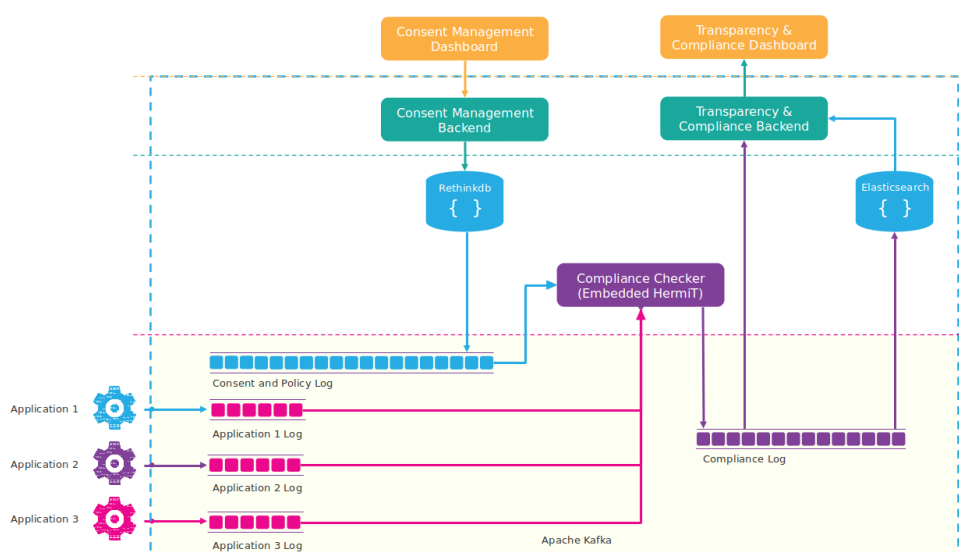 Consent Management
Dashboard
Transparency &
Compliance Dashboard
Consent Management
Backend
Transparency &
Compliance Backend
Rethinkdb
{ }
Elasticsearch
{ }
Compliance Checker
(Embedded HermiT)
Consent and Policy Log
Application 1
Application 1 Log
Application 2
Application 2 Log
Compliance Log
Application 3
Application 3 Log
Apache Kafka